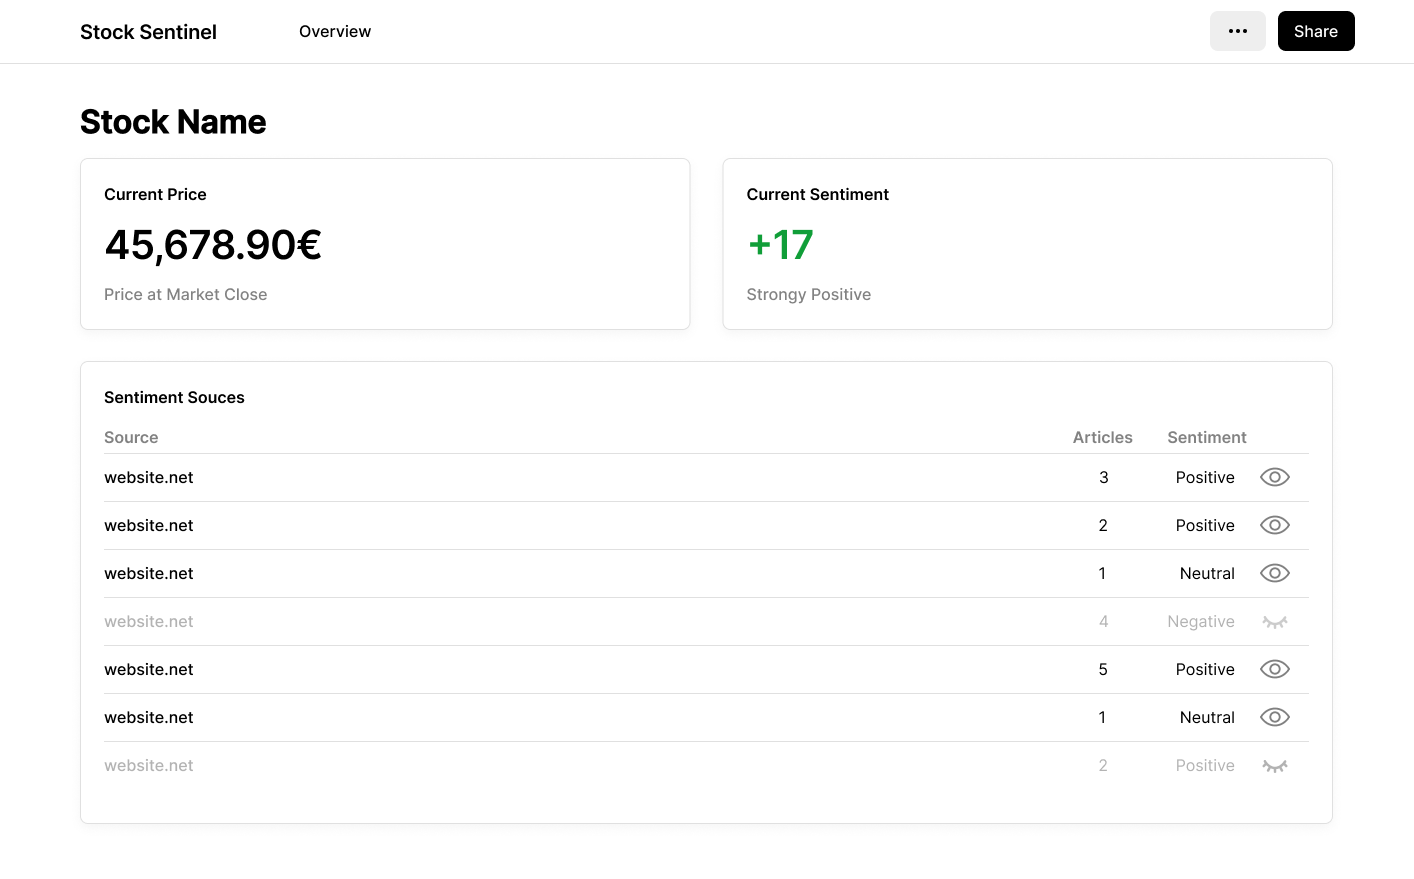 Stock Sentinel Overview ••• Share
Stock Name
Current Price
45,678.90€
Price at Market Close
Current Sentiment
+17
Strongy Positive
Sentiment Souces
Source Articles Sentiment
website.net 3 Positive
website.net 2 Positive
website.net 1 Neutral
website.net 4 Negative
website.net 5 Positive
website.net 1 Neutral
website.net 2 Positive